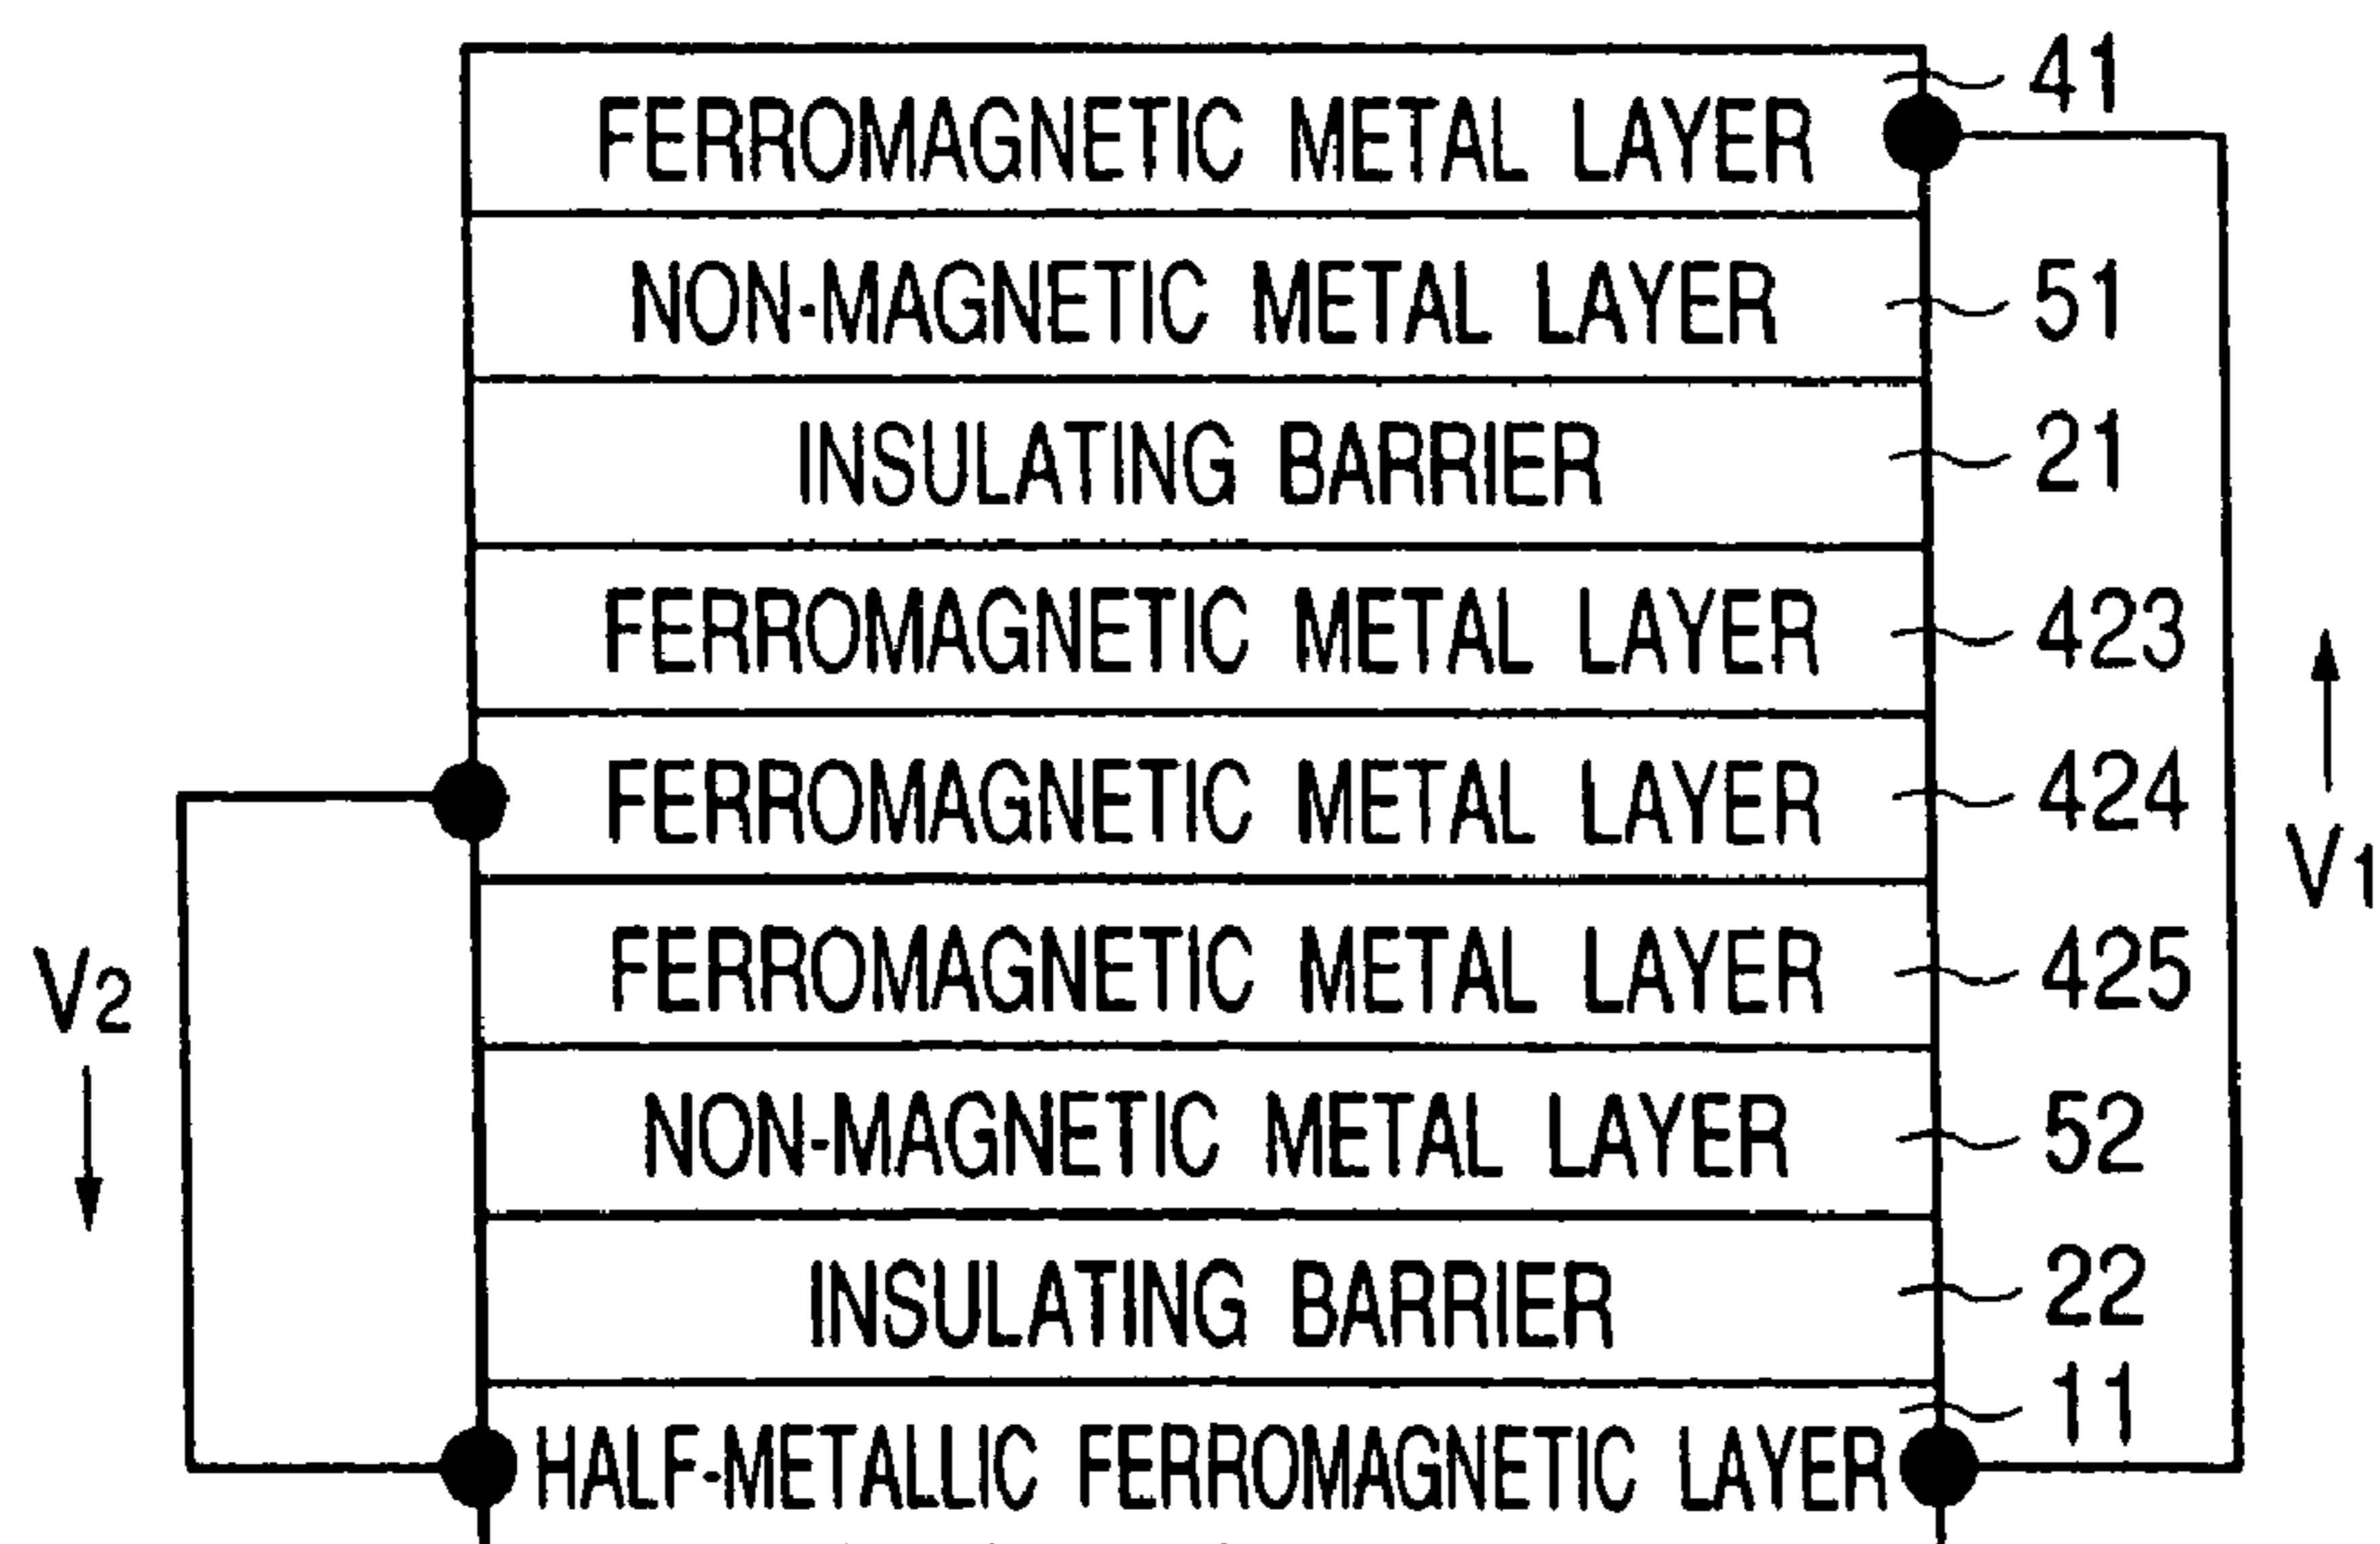 FERROMAGNETIC METAL LAYER 41
NON-MAGNETIC METAL LAYER 51
INSULATING BARRIER 21
FERROMAGNETIC METAL LAYER 423
FERROMAGNETIC METAL LAYER 424
V1
FERROMAGNETIC METAL LAYER 425
V2
NON-MAGNETIC METAL LAYER 52
INSULATING BARRIER 22
HALF-METALLIC FERROMAGNETIC LAYER 11